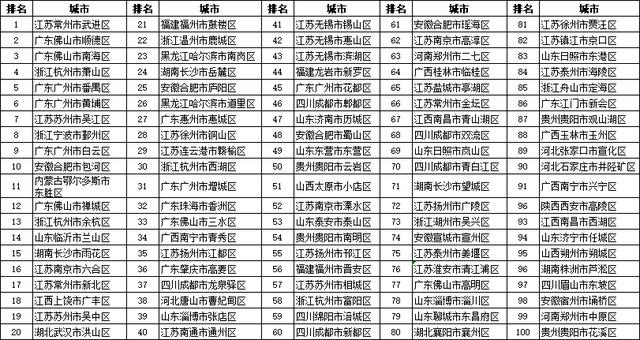 排名 城市 排名 城市 排名 城市 排名 城市 排名 城市
1 江苏常州市武进区 21 福建福州市鼓楼区 41 江苏无锡市锡山区 61 安徽合肥市瑶海区 81 江苏徐州市贾汪区
2 广东佛山市顺德区 22 浙江温州市鹿城区 42 江苏无锡市惠山区 62 江苏南京市高淳区 82 江苏镇江市京口区
3 广东佛山市南海区 23 黑龙江哈尔滨市南岗区 43 江苏无锡市滨湖区 63 河南郑州市二七区 83 山东日照市东港区
4 浙江杭州市萧山区 24 湖南长沙市岳麓区 44 福建龙岩市新罗区 64 广西桂林市临桂区 84 江苏泰州市海陵区
5 广东广州市番禺区 25 安徽合肥市庐阳区 45 广东广州市花都区 65 江苏盐城市亭湖区 85 浙江舟山市定海区
6 广东广州市黄埔区 26 黑龙江哈尔滨市道里区 46 四川成都市郫都区 66 江苏常州市金坛区 86 广东江门市新会区
7 江苏苏州市吴江区 27 广东惠州市惠城区 47 山东济南市历城区 67 江西南昌市青山湖区 87 贵州贵阳市观山湖区
8 浙江宁波市鄞州区 28 江苏徐州市铜山区 48 安徽合肥市蜀山区 68 四川成都市双流区 88 广西玉林市玉州区
9 广东广州市白云区 29 江苏连云港市赣榆区 49 山东东营市东营区 69 山东日照市岚山区 89 河北张家口市宣化区
10 安徽合肥市包河区 30 浙江杭州市西湖区 50 贵州贵阳市云岩区 70 四川成都市青白江区 90 河北石家庄市井陉矿区
11 内蒙古鄂尔多斯市
东胜区 31 广东广州市增城区 51 山西太原市小店区 71 湖南长沙市望城区 91 广西南宁市兴宁区
12 广东佛山市禅城区 32 广东珠海市香洲区 52 江苏南京市溧水区 72 江苏扬州市广陵区 96 陕西西安市高陵区
13 浙江杭州市余杭区 33 广东佛山市三水区 53 山东泰安市泰山区 73 浙江湖州市吴兴区 93 江西南昌市西湖区
14 山东临沂市兰山区 34 广西南宁市青秀区 54 贵州贵阳市南明区 74 安徽宣城市宣州区 94 山东济宁市任城区
15 湖南长沙市雨花区 35 江苏扬州市江都区 55 江苏扬州市邗江区 75 江苏泰州市姜堰区 95 山西朔州市朔城区
16 江苏南京市六合区 36 广东肇庆市高要区 56 福建福州市晋安区 76 江苏淮安市清江浦区 96 湖南株洲市芦淞区
17 江苏常州市新北区 37 四川成都市龙泉驿区 57 江苏泰州市高港区 77 广东佛山市高明区 97 四川眉山市东坡区
18 江西上饶市广丰区 38 河北唐山市曹妃甸区 58 浙江杭州市富阳区 78 山东淄博市淄川区 98 安徽宿州市埇桥区
19 江苏苏州市吴中区 39 山东淄博市张店区 59 四川绵阳市涪城区 79 山东聊城市东昌府区 99 河南郑州市中原区
20 湖北武汉市洪山区 40 江苏南通市通州区 60 四川成都市新都区 80 湖北襄阳市襄州区 100 贵州贵阳市花溪区